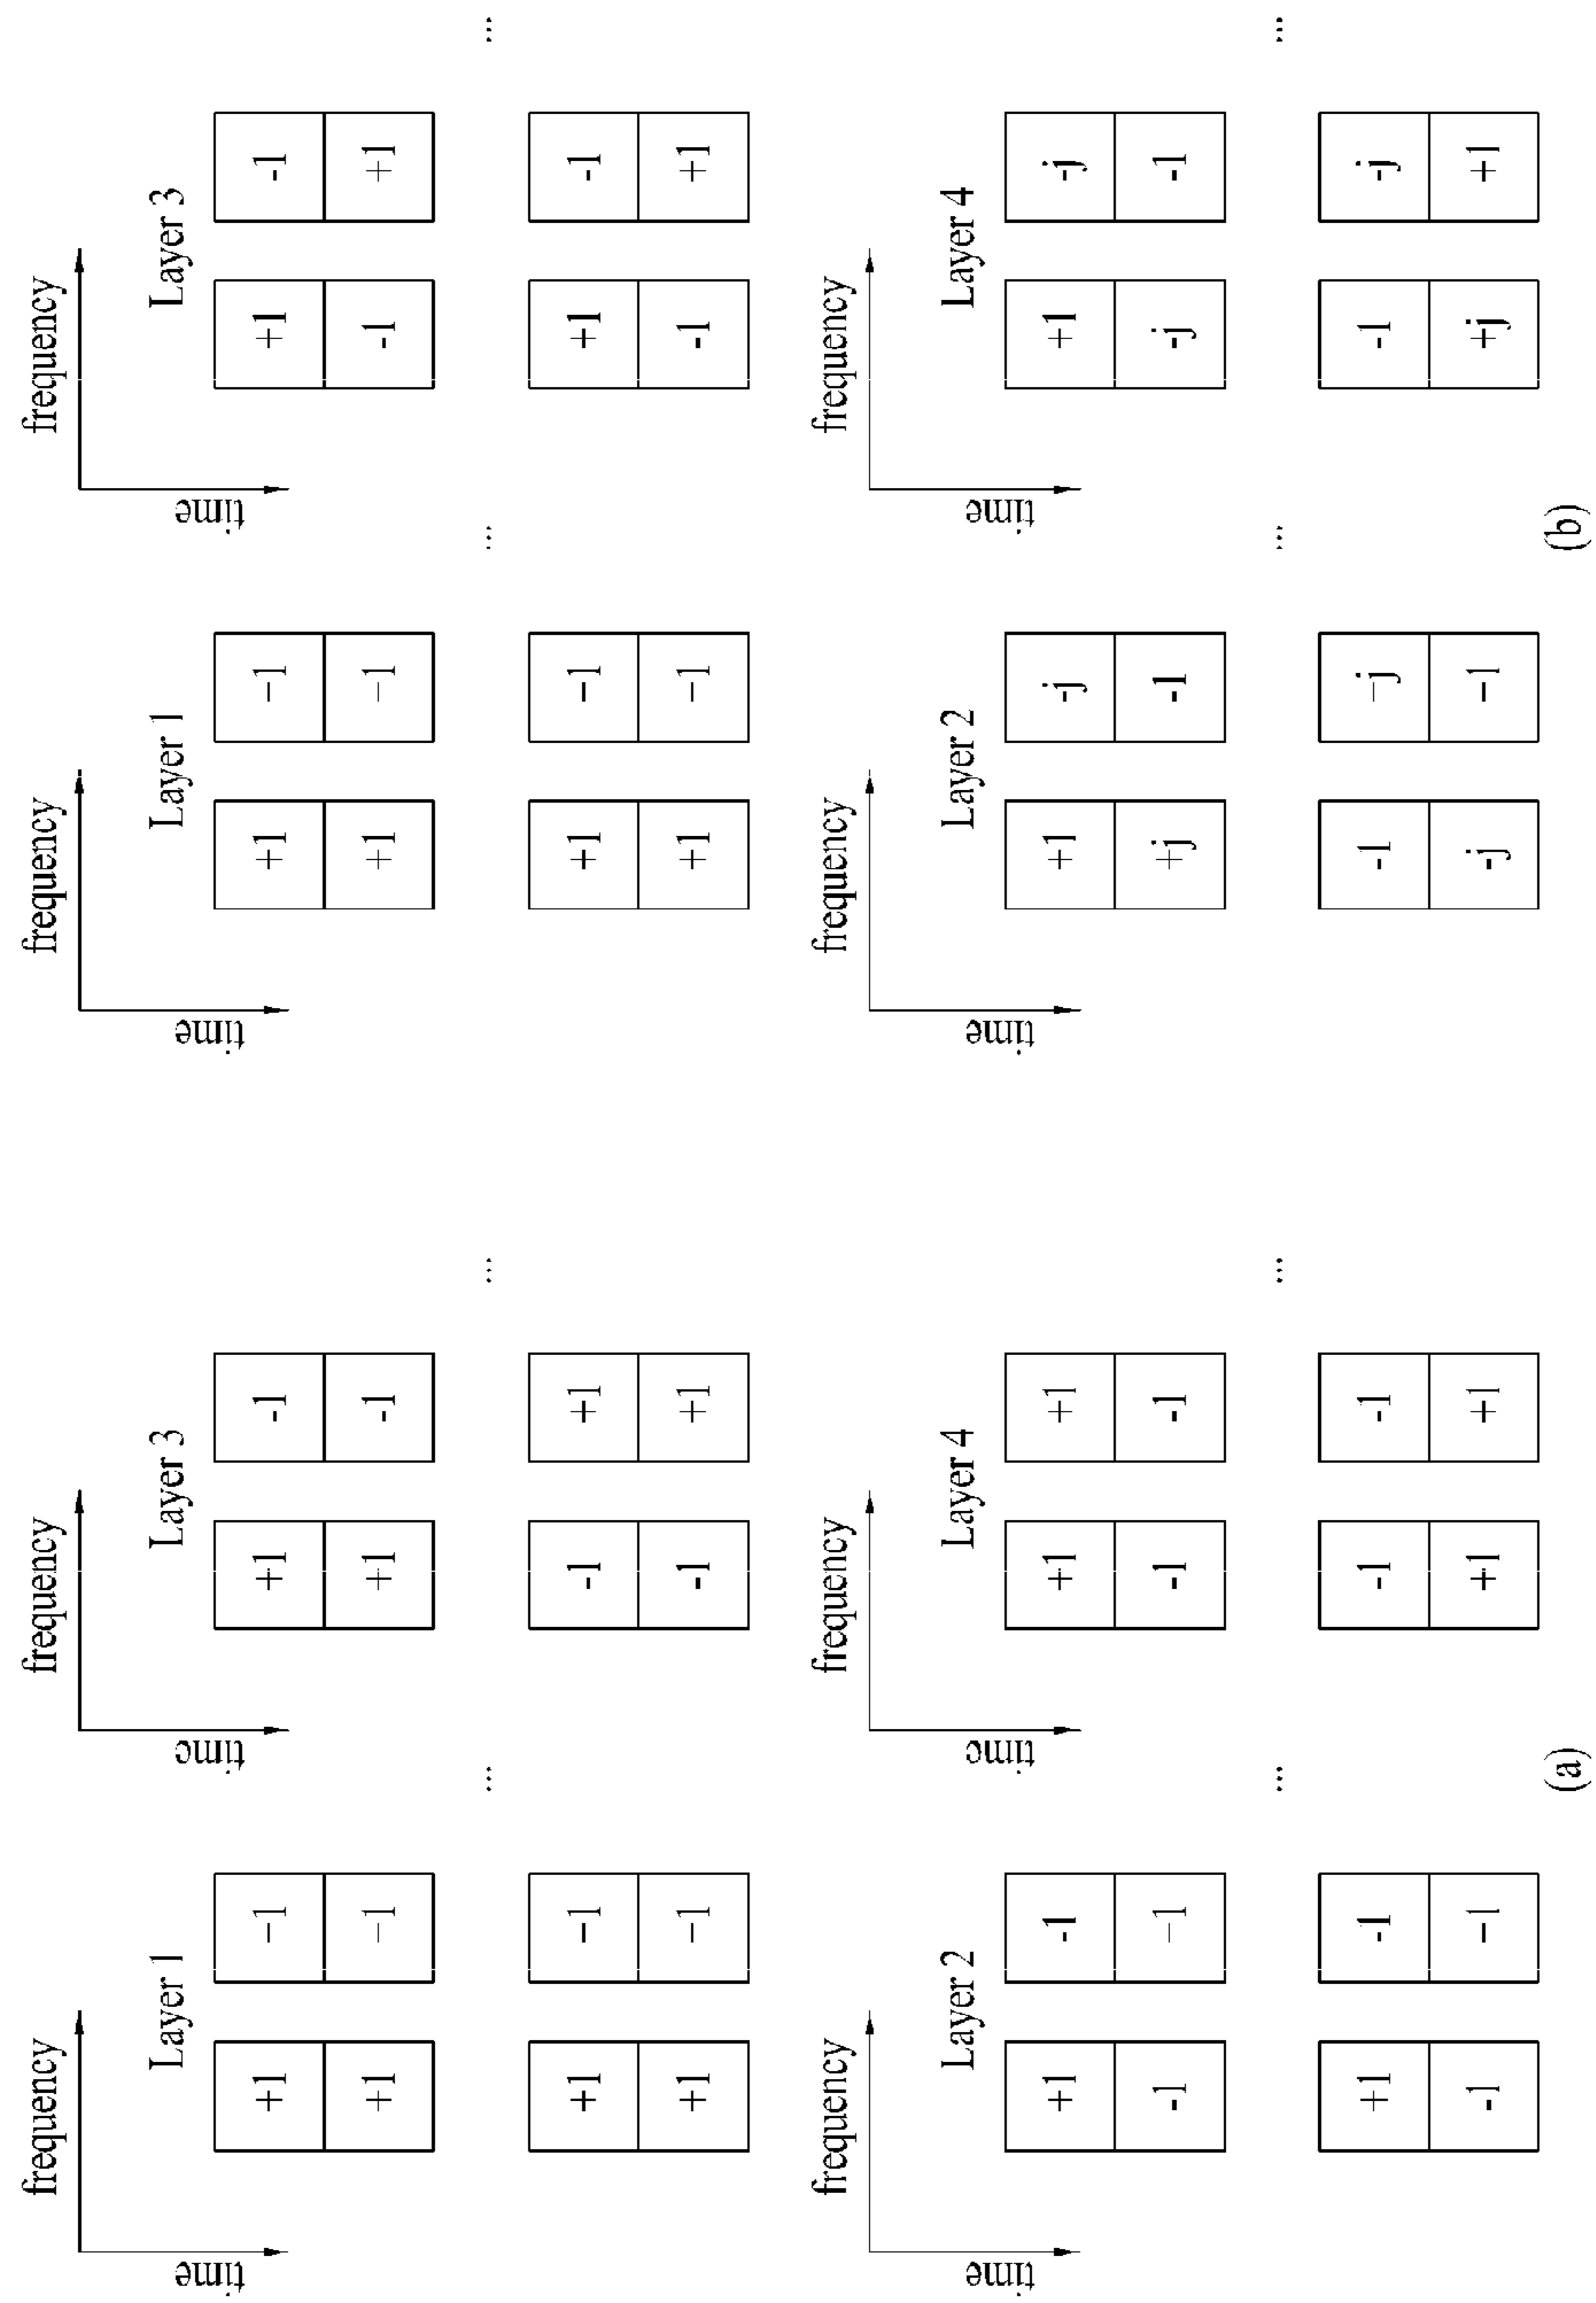 frequency
time
Layer 1
+1 −1
+1 −1
...
+1 −1
+1 −1
frequency
time
Layer 3
+1 -1
+1 -1
...
-1 +1
-1 +1
frequency
time
Layer 2
+1 -1
-1 −1
...
+1 -1
-1 −1
frequency
time
Layer 4
+1 +1
-1 -1
...
-1 -1
+1 +1
(a)
frequency
time
Layer 1
+1 −1
+1 −1
...
+1 −1
+1 −1
frequency
time
Layer 3
+1 -1
-1 +1
...
+1 -1
-1 +1
frequency
time
Layer 2
+1 -j
+j -1
...
-1 −j
-j −1
frequency
time
Layer 4
+1 -j
-j -1
...
-1 -j
+j +1
(b)